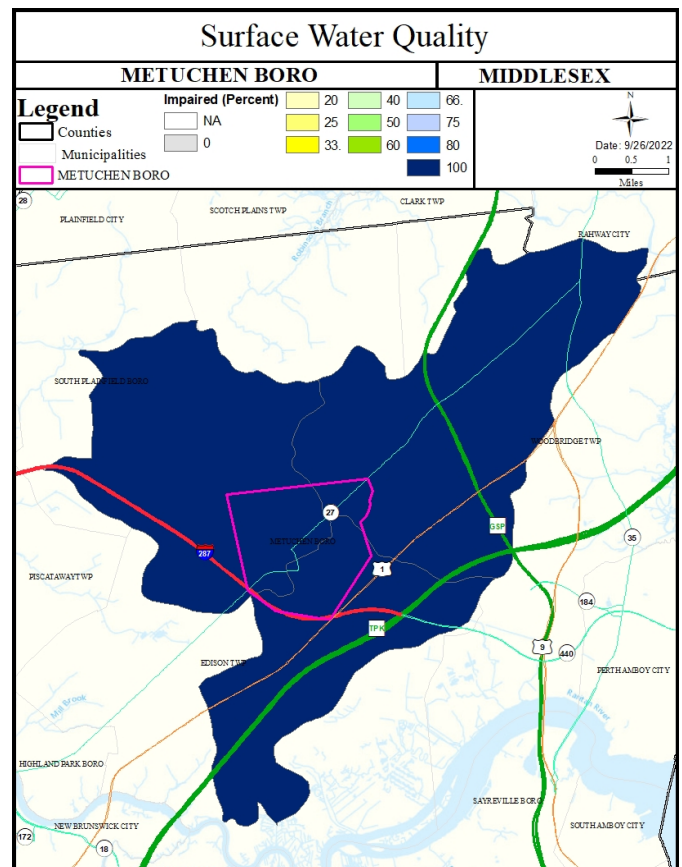 Surface Water Quality
METUCHEN BORO
MIDDLESEX
Legend
Counties
Municipalities
METUCHEN BORO
Impaired (Percent)
NA
0
20
25
33.
40
50
60
66.
75
80
100
N
Date: 9/26/2022
0 0.5 1
Miles
28
PLAINFIELD CITY
SCOTCH PLAINS TWP
CLARK TWP
Robinsons Branch
RAHWAY CITY
SOUTH PLAINFIELD BORO
WOODBRIDGE TWP
27
GSP
35
METUCHEN BORO
287
1
PISCATAWAY TWP
184
TPK
9
440
EDISON TWP
PERTH AMBOY CITY
Mill Brook
Raritan River
HIGHLAND PARK BORO
SAYREVILLE BORO
NEW BRUNSWICK CITY
SOUTH AMBOY CITY
172
18